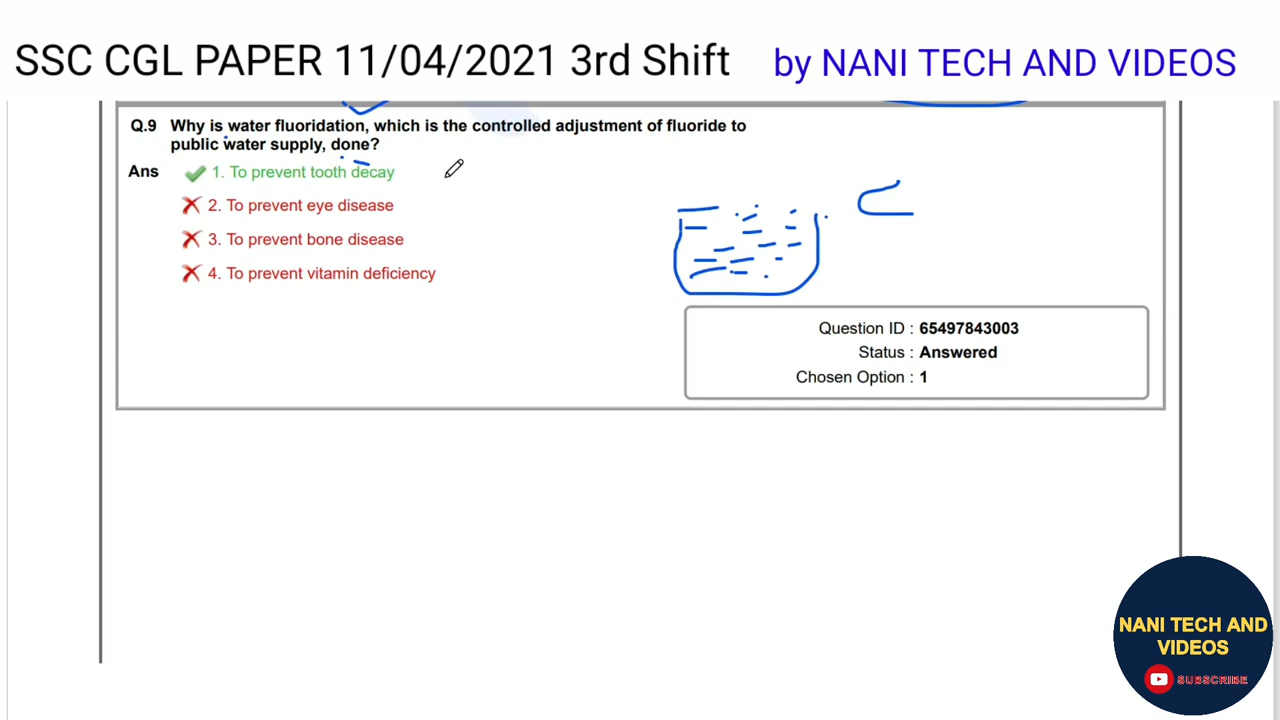 SSC CGL PAPER 11/04/2021 3rd Shift by NANI TECH AND VIDEOS
Q.9 Why is water fluoridation, which is the controlled adjustment of fluoride to
public water supply, done?
Ans 1. To prevent tooth decay
2. To prevent eye disease
3. To prevent bone disease
4. To prevent vitamin deficiency
Question ID : 65497843003
Status : Answered
Chosen Option : 1
NANI TECH AND
VIDEOS
SUBSCRIBE